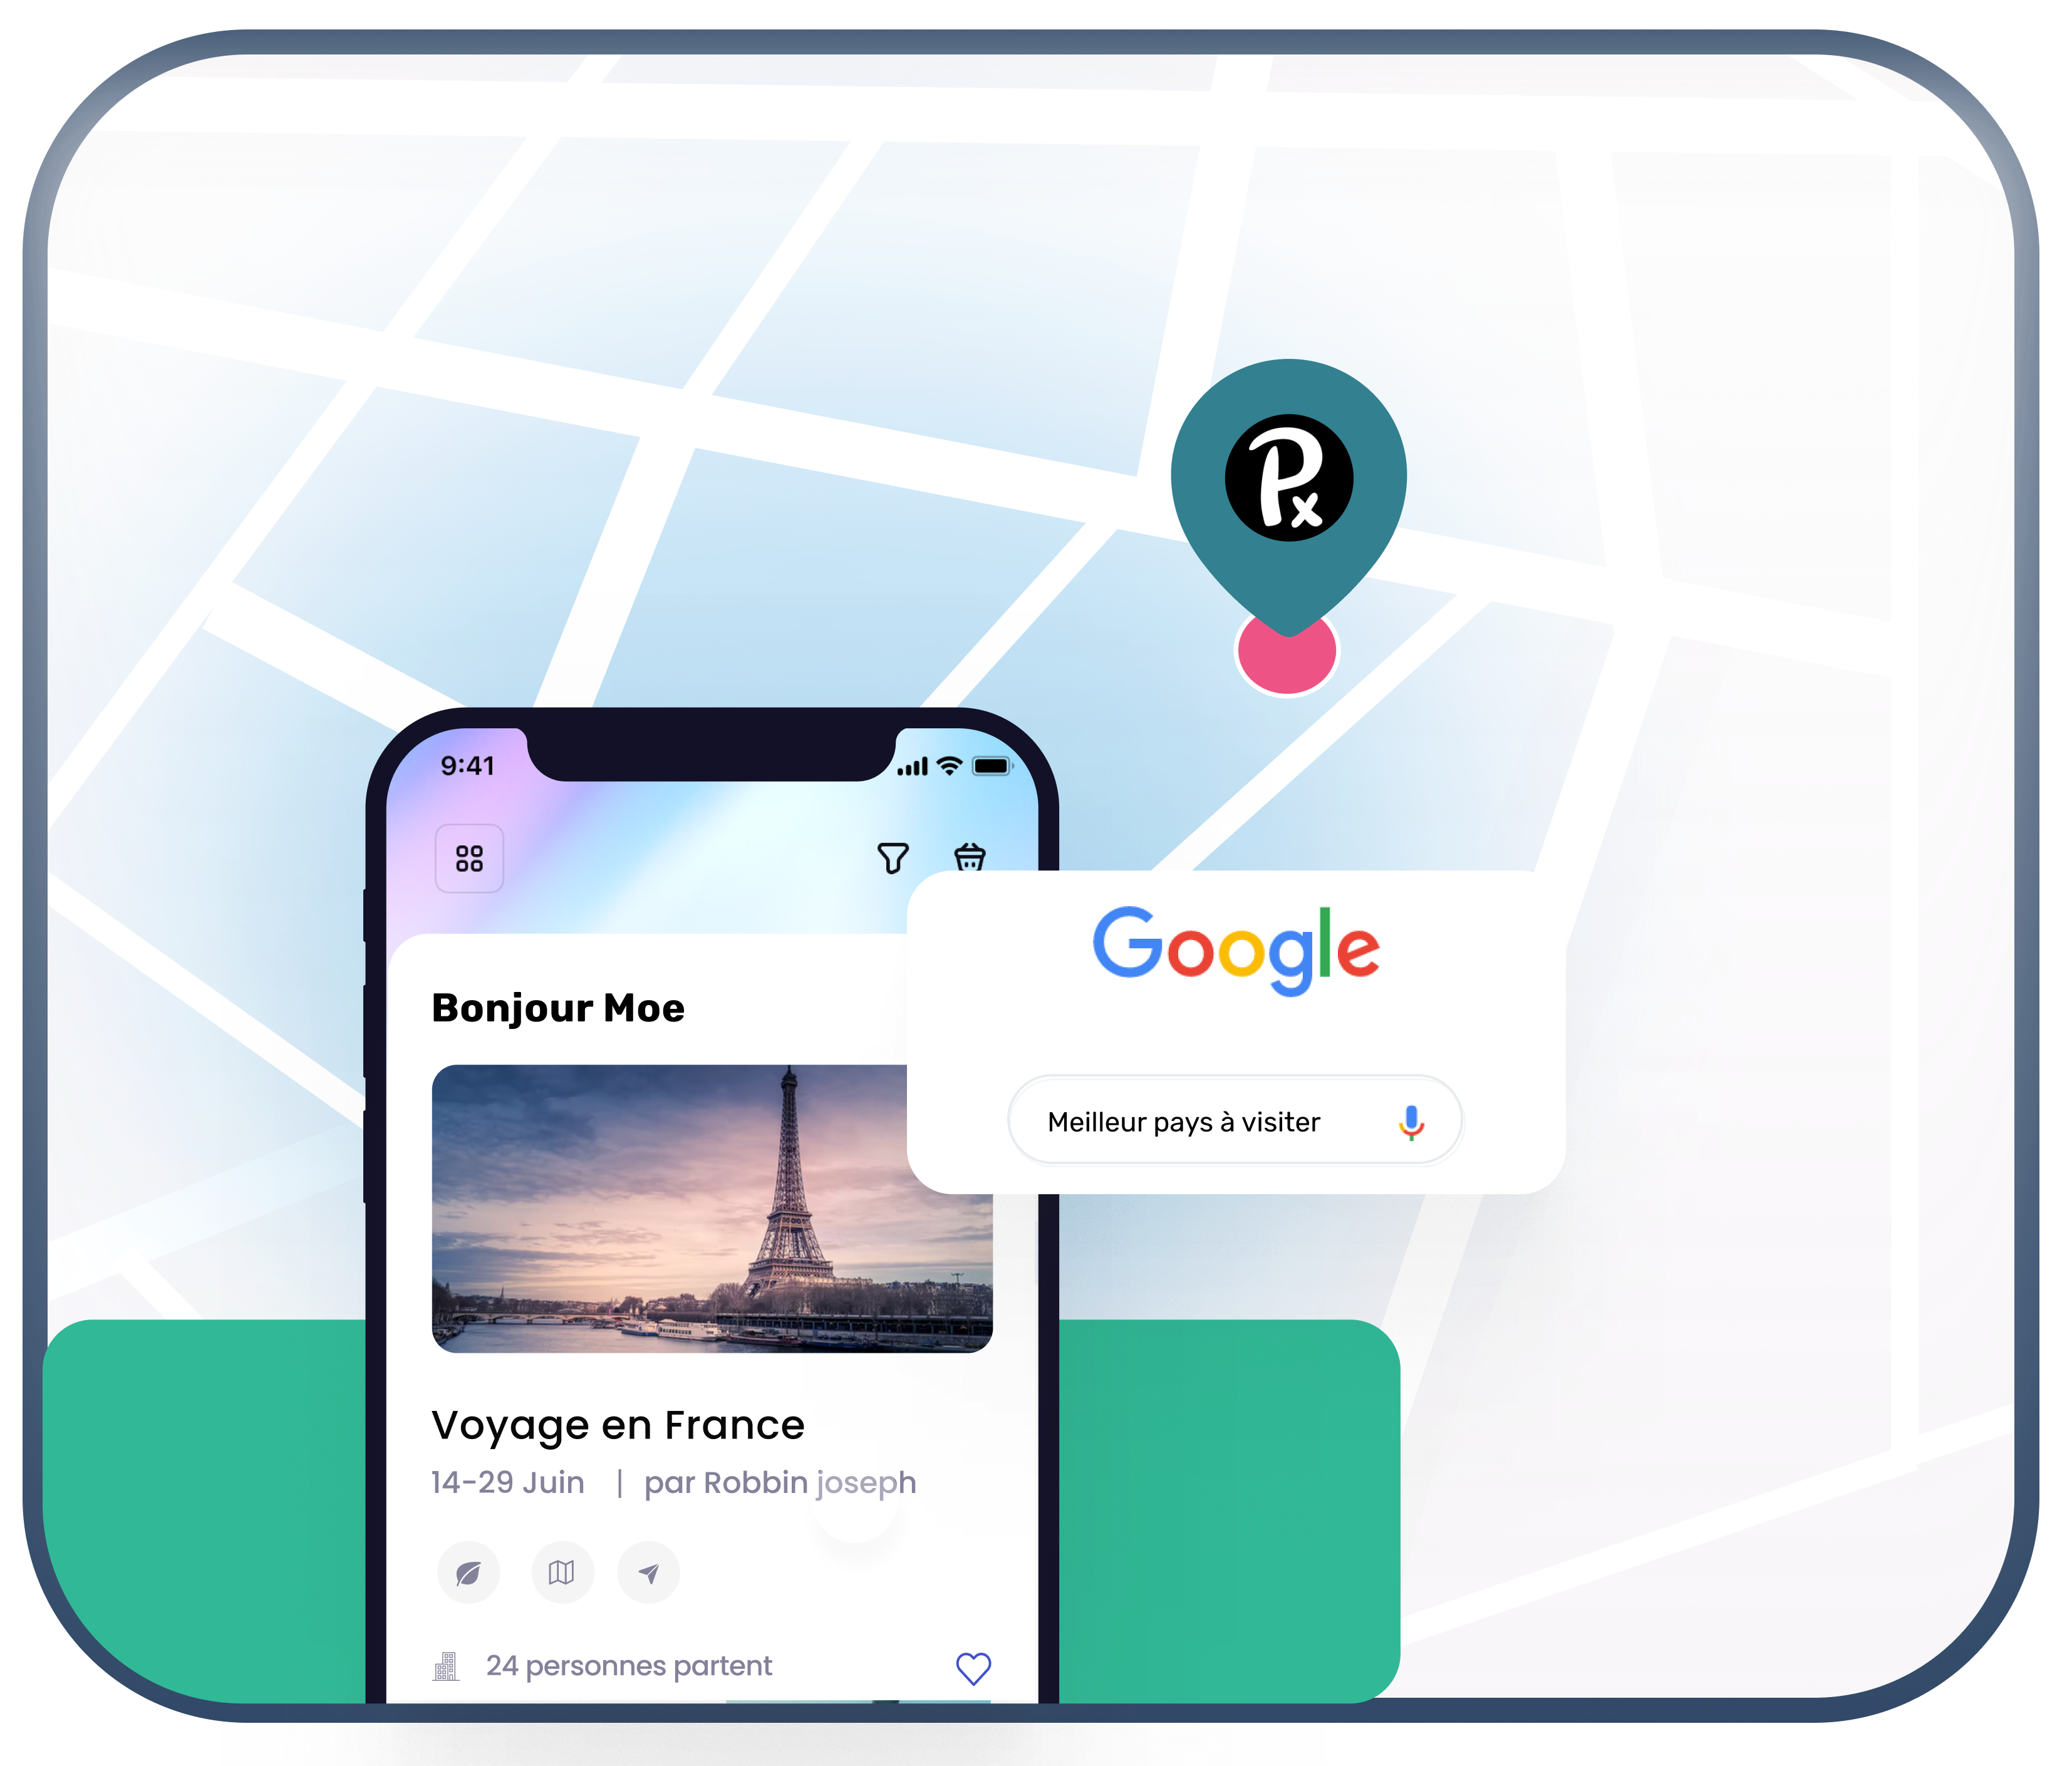 Px
9:41
Google
Bonjour Moe
Meilleur pays à visiter
Voyage en France
14-29 Juin | par Robbin joseph
24 personnes partent